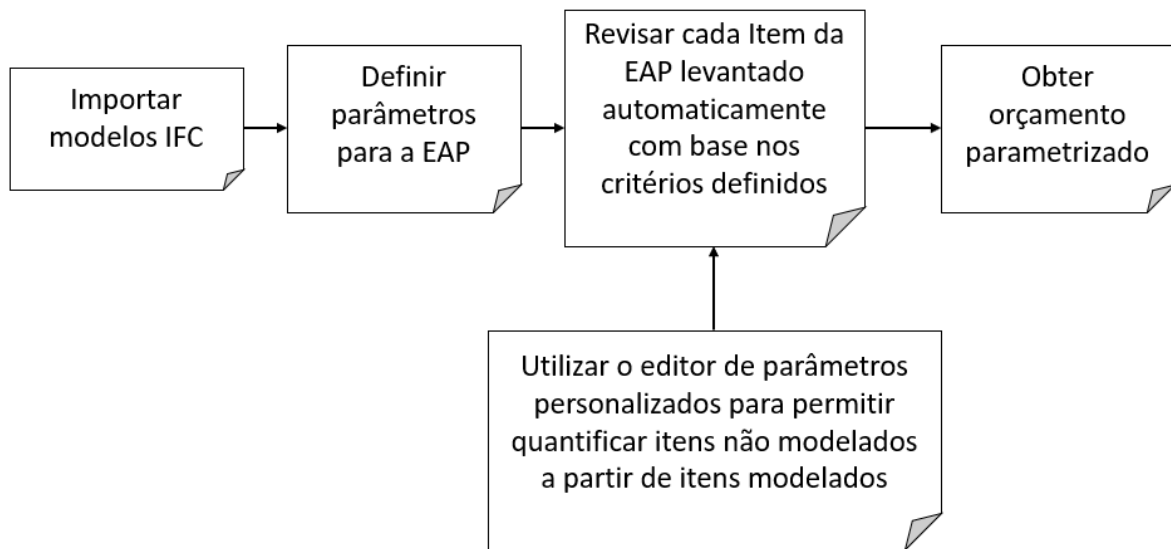 Importar
modelos IFC
Definir
parâmetros
para a EAP
Revisar cada Item da
EAP levantado
automaticamente
com base nos
critérios definidos
Obter
orçamento
parametrizado
Utilizar o editor de parâmetros
personalizados para permitir
quantificar itens não modelados
a partir de itens modelados